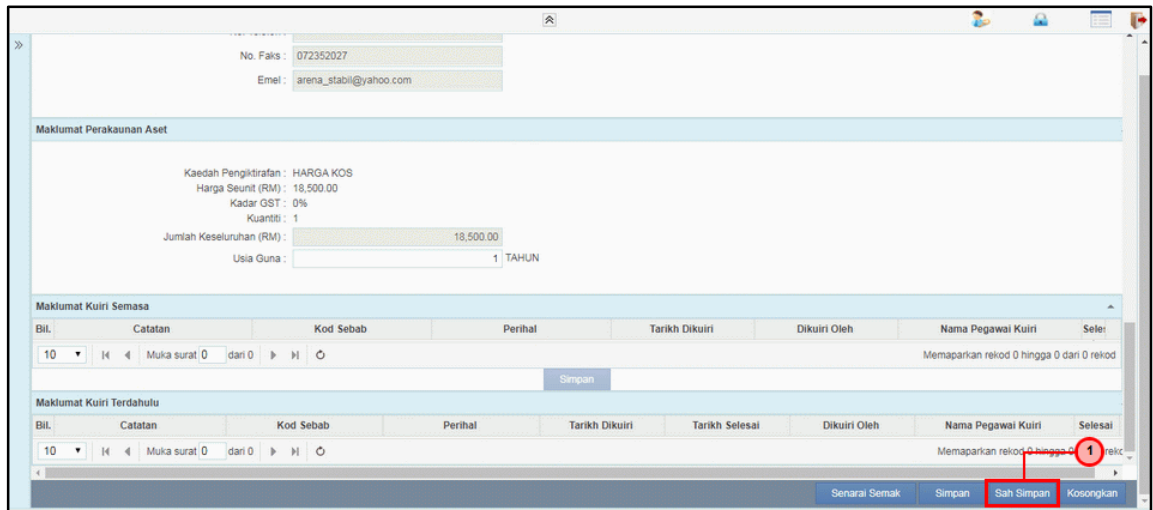 No. Faks : 072352027
Emel : arena_stabil@yahoo.com
Maklumat Perakaunan Aset
Kaedah Pengiktirafan : HARGA KOS
Harga Seunit (RM) : 18,500.00
Kadar GST : 0%
Kuantiti : 1
Jumlah Keseluruhan (RM) : 18,500.00
Usia Guna : 1 TAHUN
Maklumat Kuiri Semasa
Bil. Catatan Kod Sebab Perihal Tarikh Dikuiri Dikuiri Oleh Nama Pegawai Kuiri
10 Muka surat 0 dari 0 Memaparkan rekod 0 hingga 0 dari 0 rekod
Simpan
Maklumat Kuiri Terdahulu
Bil. Catatan Kod Sebab Perihal Tarikh Dikuiri Tarikh Selesai Dikuiri Oleh Nama Pegawai Kuiri Selesai
10 Muka surat 0 dari 0 Memaparkan rekod 0 hingga 1
Senarai Semak Simpan Sah Simpan Kosongkan